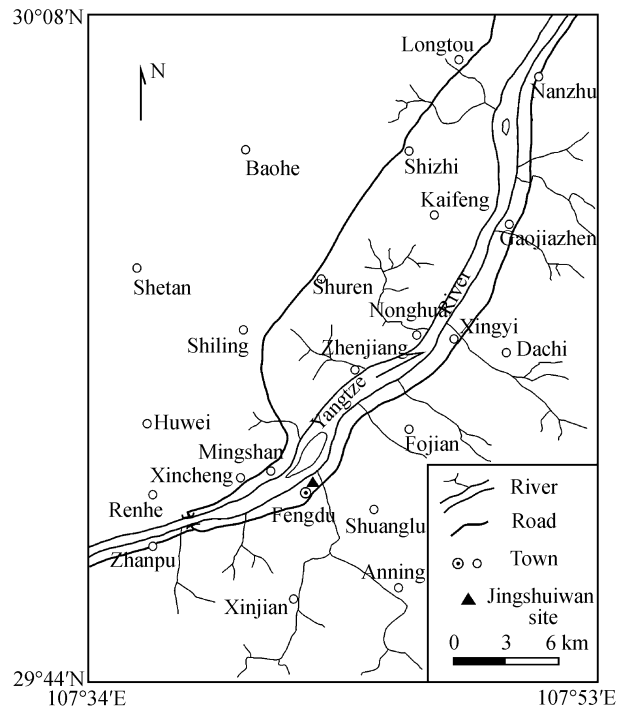 30°08′N
N
Longtou
Nanzhu
Baohe
Shizhi
Kaifeng
Gaojiazhen
Shetan
Shuren
Nonghua
River
Xingyi
Shiling
Zhenjiang
Dachi
Yangtze
Huwei
Fojian
Mingshan
Xincheng
Renhe
Fengdu
Shuanglu
Zhanpu
Anning
Xinjian
River
Road
Town
Jingshuiwan
site
0 3 6 km
29°44′N
107°34′E
107°53′E